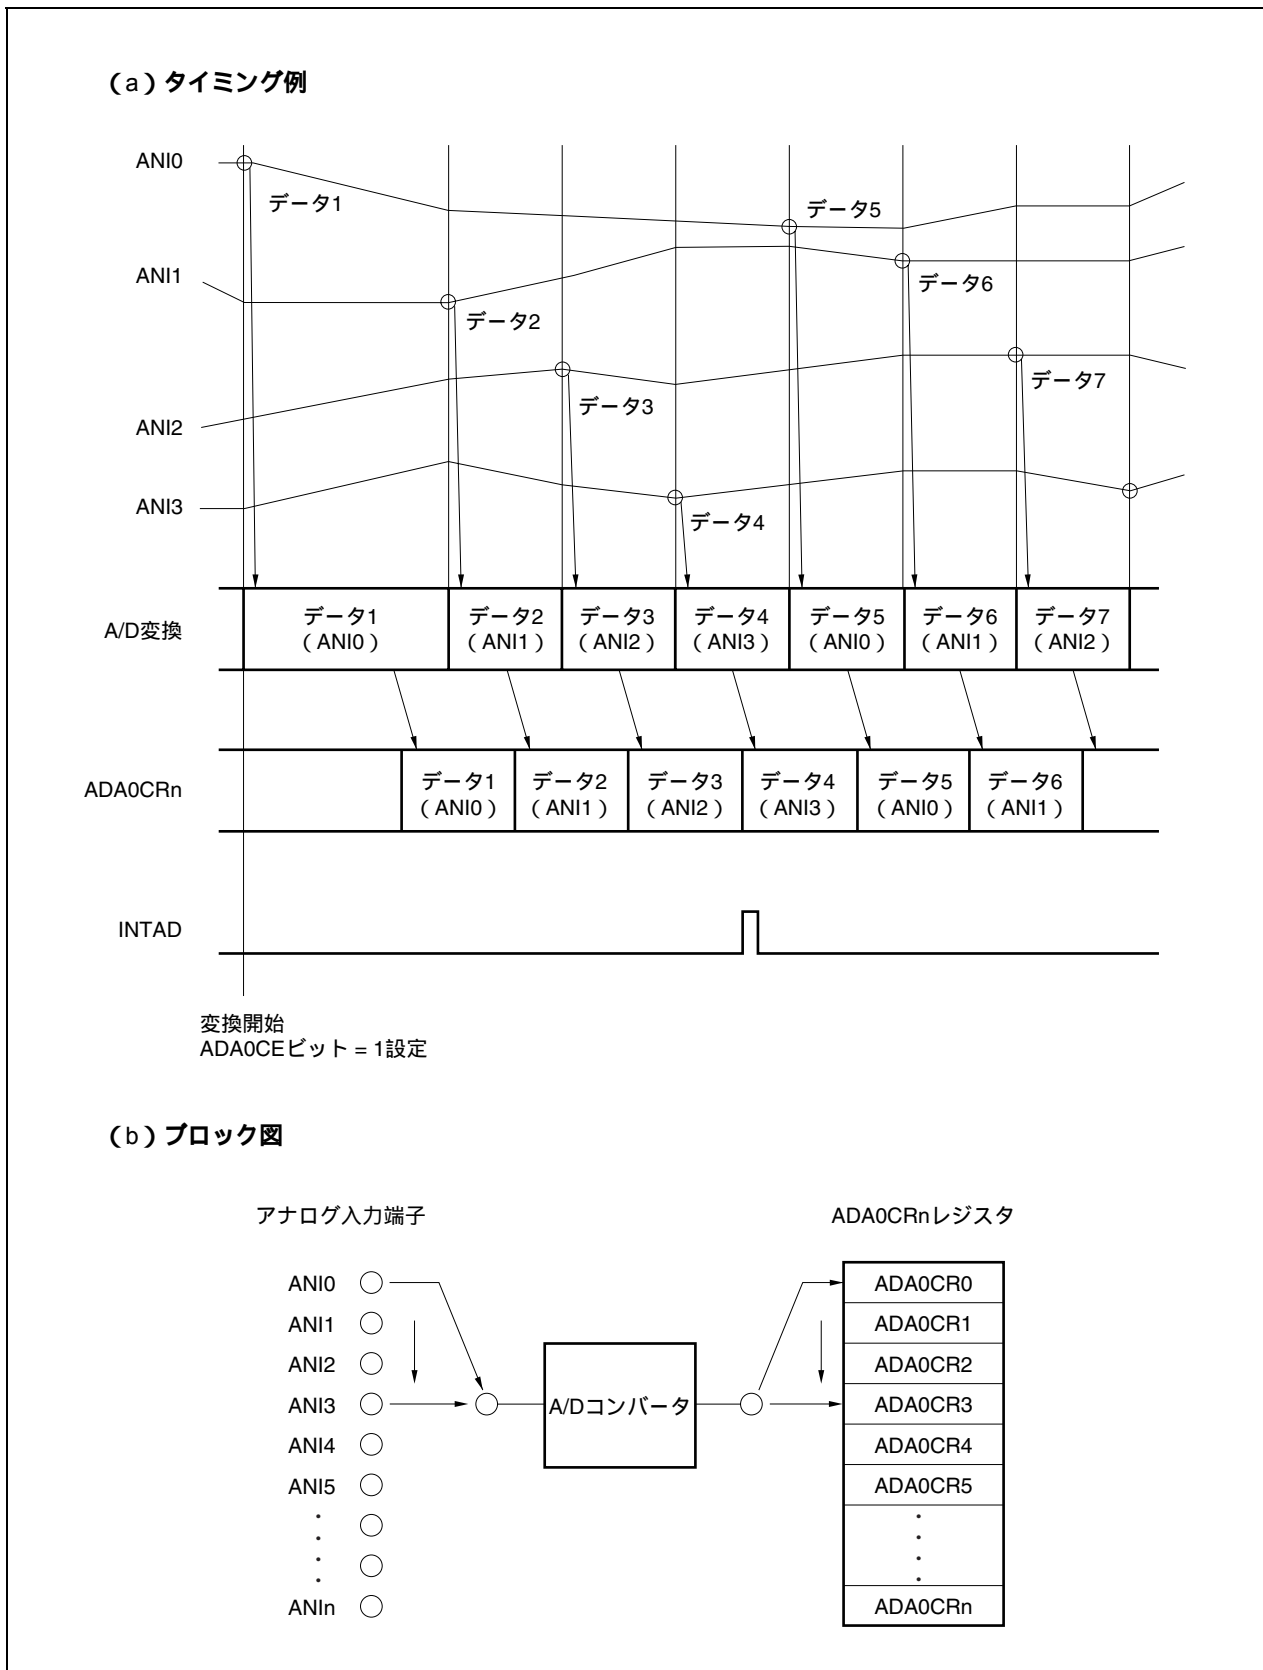 （a）タイミング例
ANI0
データ1
データ5
ANI1
データ6
データ2
データ7
データ3
ANI2
ANI3
データ4
A/D変換
データ1
（ANI0）
データ2
（ANI1）
データ3
（ANI2）
データ4
（ANI3）
データ5
（ANI0）
データ6
（ANI1）
データ7
（ANI2）
ADA0CRn
データ1
（ANI0）
データ2
（ANI1）
データ3
（ANI2）
データ4
（ANI3）
データ5
（ANI0）
データ6
（ANI1）
INTAD
変換開始
ADA0CEビット = 1設定
（b）ブロック図
アナログ入力端子
ADA0CRnレジスタ
ANI0
ANI1
ANI2
ANI3
ANI4
ANI5
ANIn
A/Dコンバータ
ADA0CR0
ADA0CR1
ADA0CR2
ADA0CR3
ADA0CR4
ADA0CR5
ADA0CRn